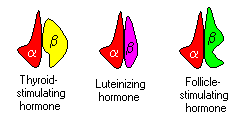 α β
α β
α β
Thyroid-
stimulating
hormone
Luteinizing
hormone
Follicle-
stimulating
hormone